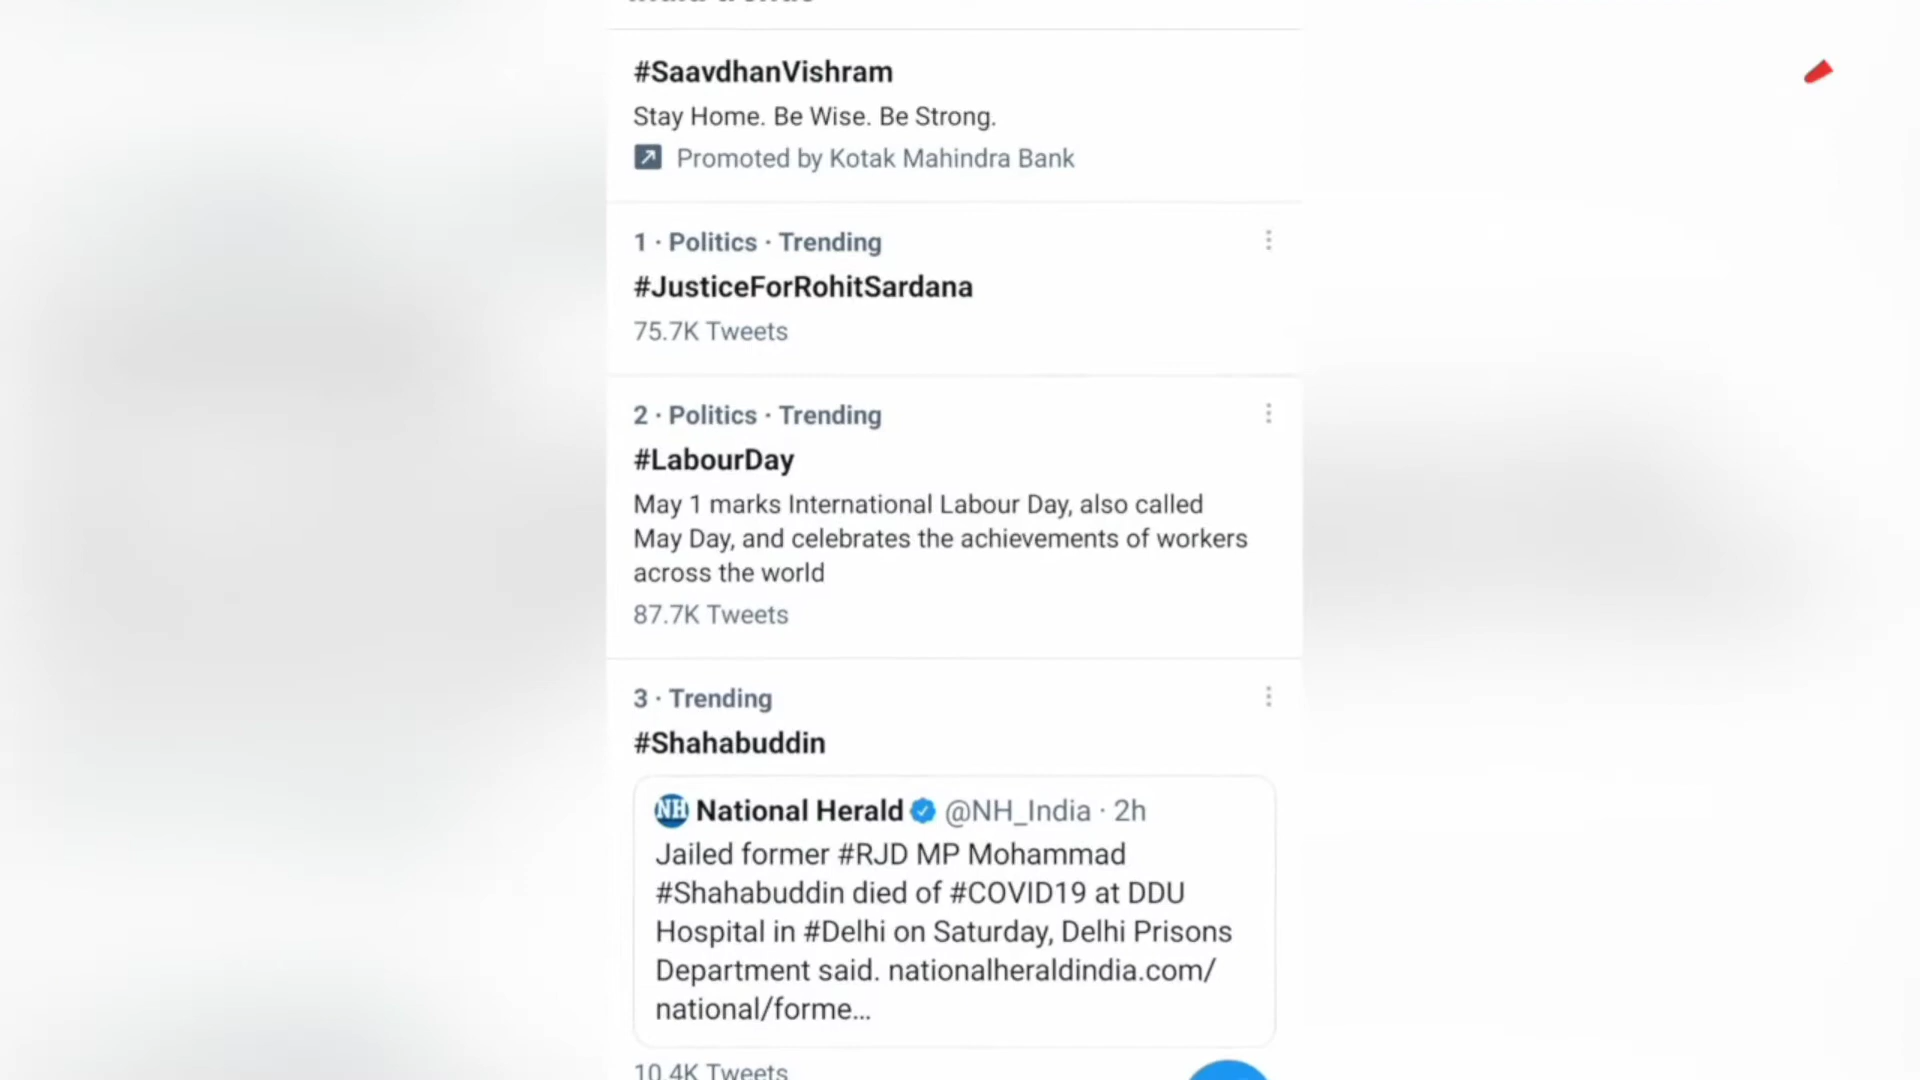 #SaavdhanVishram
Stay Home. Be Wise. Be Strong.
Promoted by Kotak Mahindra Bank
1 · Politics · Trending
#JusticeForRohitSardana
75.7K Tweets
2 · Politics · Trending
#LabourDay
May 1 marks International Labour Day, also called
May Day, and celebrates the achievements of workers
across the world
87.7K Tweets
3 · Trending
#Shahabuddin
NH National Herald @NH_India · 2h
Jailed former #RJD MP Mohammad
#Shahabuddin died of #COVID19 at DDU
Hospital in #Delhi on Saturday, Delhi Prisons
Department said. nationalheraldindia.com/
national/forme...
10.4K Tweets